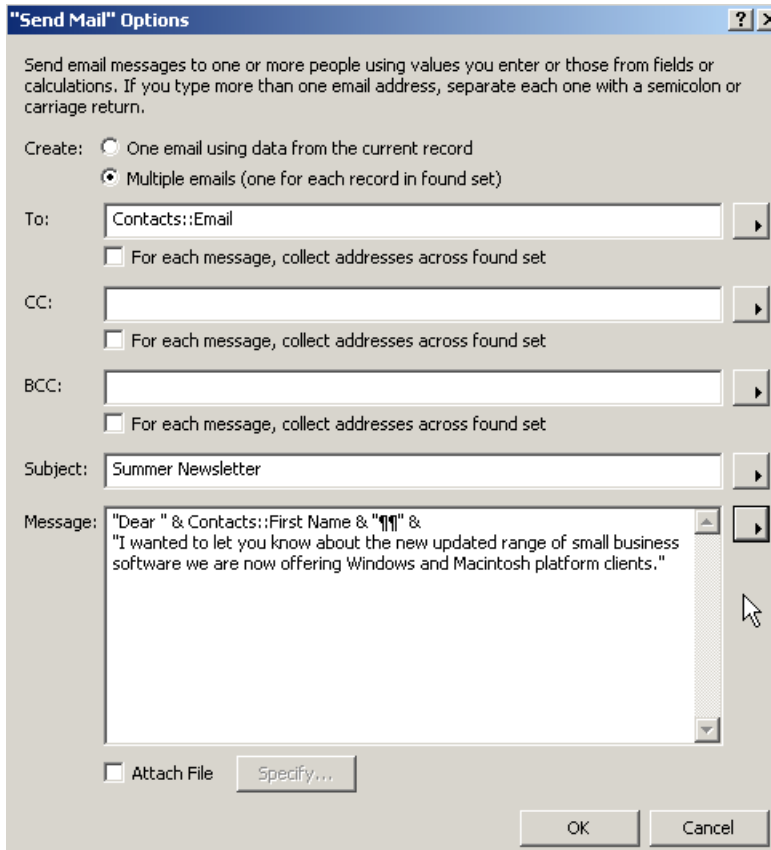 "Send Mail" Options
Send email messages to one or more people using values you enter or those from fields or
calculations. If you type more than one email address, separate each one with a semicolon or
carriage return.
Create: One email using data from the current record
Multiple emails (one for each record in found set)
To: Contacts::Email
For each message, collect addresses across found set
CC:
For each message, collect addresses across found set
BCC:
For each message, collect addresses across found set
Subject: Summer Newsletter
Message: "Dear " & Contacts::First Name & "¶¶" &
"I wanted to let you know about the new updated range of small business
software we are now offering Windows and Macintosh platform clients."
Attach File Specify...
OK Cancel